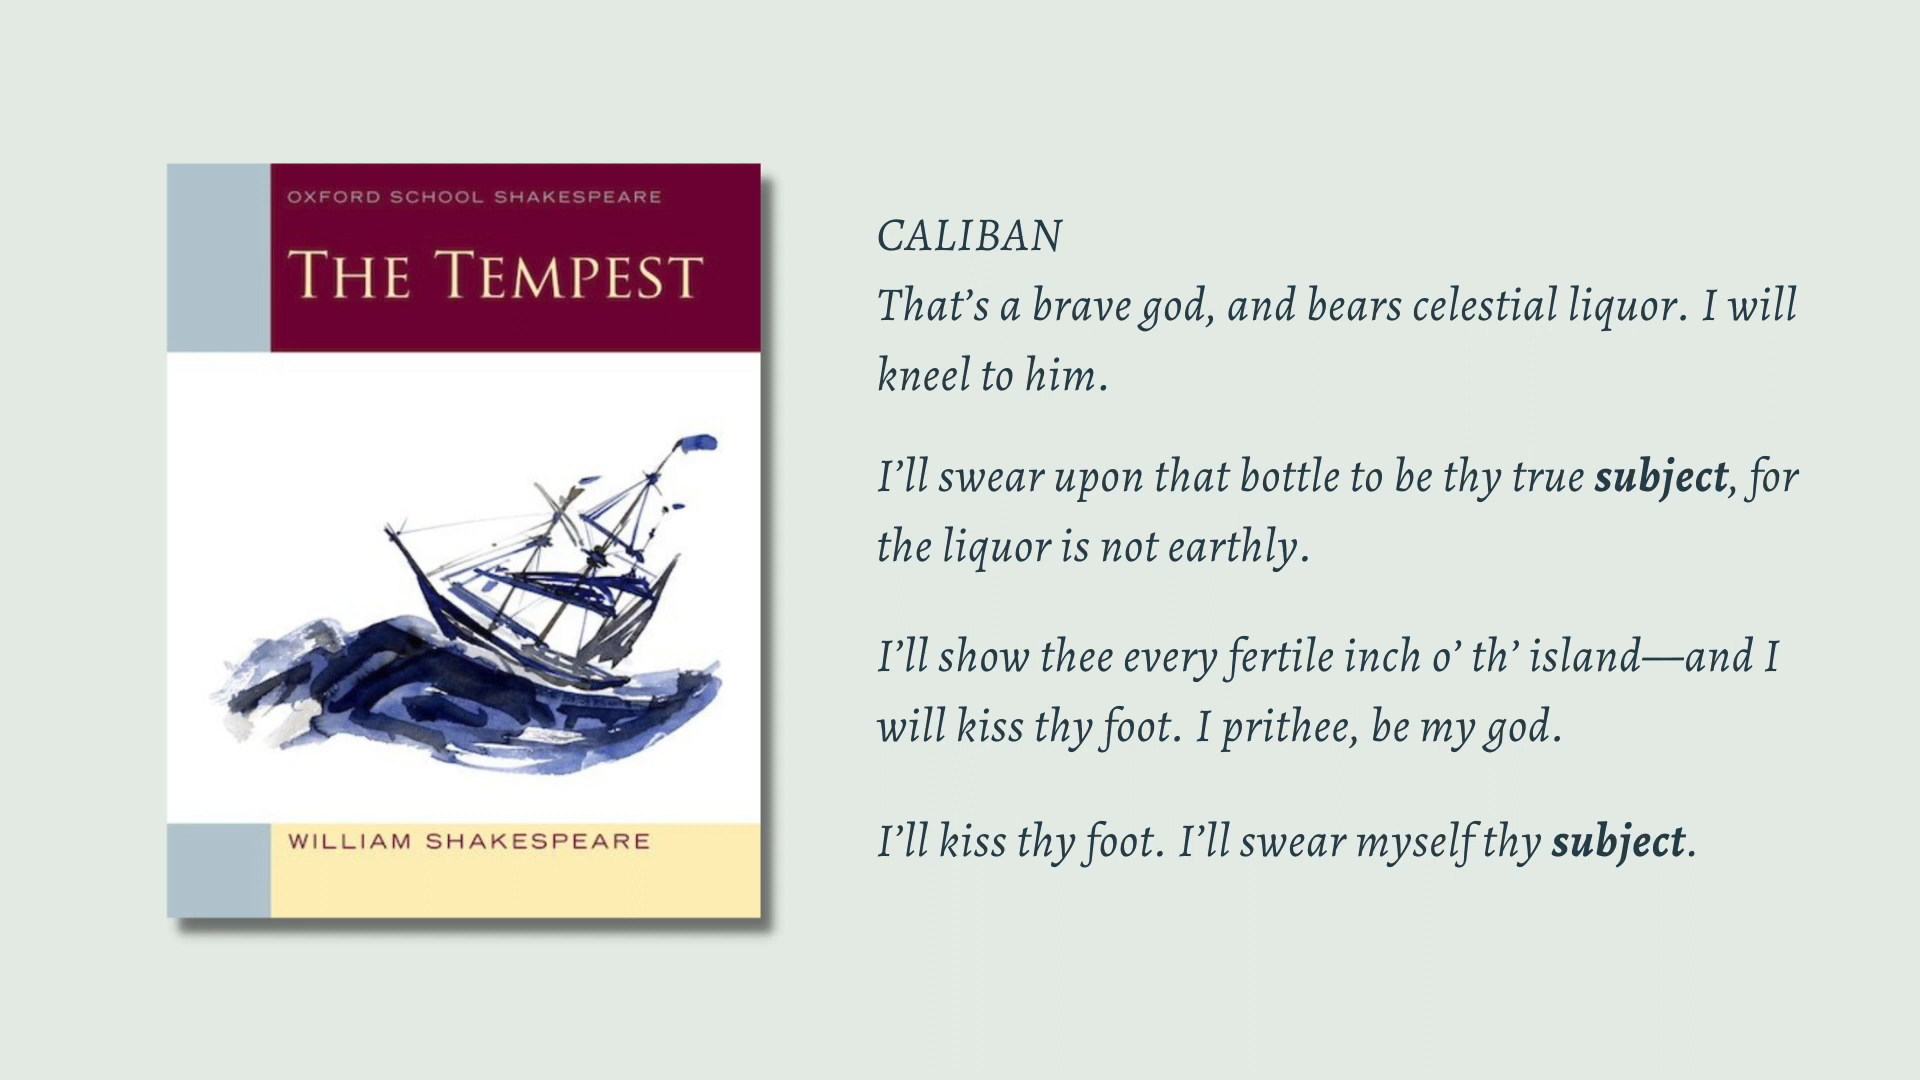 OXFORD SCHOOL SHAKESPEARE
THE TEMPEST
WILLIAM SHAKESPEARE
CALIBAN
That’s a brave god, and bears celestial liquor. I will
kneel to him.
I’ll swear upon that bottle to be thy true subject, for
the liquor is not earthly.
I’ll show thee every fertile inch o’ th’ island—and I
will kiss thy foot. I prithee, be my god.
I’ll kiss thy foot. I’ll swear myself thy subject.